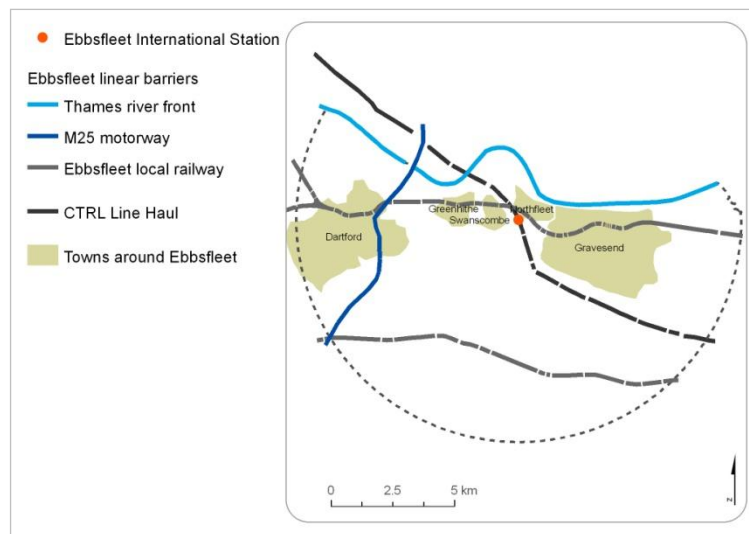 Ebbsfleet International Station
Ebbsfleet linear barriers
Thames river front
M25 motorway
Ebbsfleet local railway
CTRL Line Haul
Towns around Ebbsfleet
Greenhithe
Swanscombe
Northfleet
Dartford
Gravesend
0 2.5 5 km
N